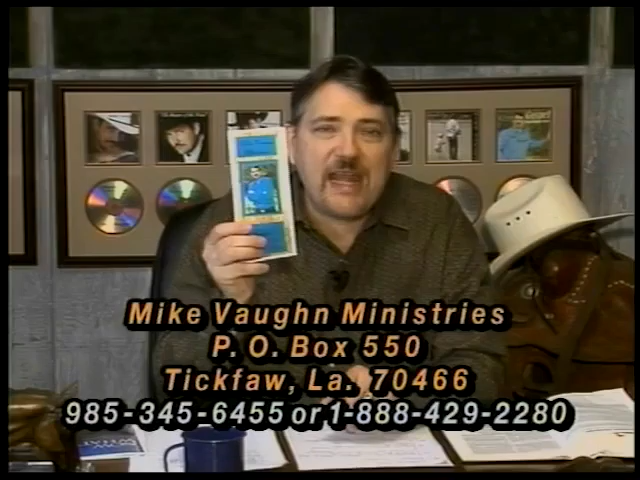 Mike Vaughn Ministries
P. O. Box 550
Tickfaw, La. 70466
985-345-6455 or 1-888-429-2280